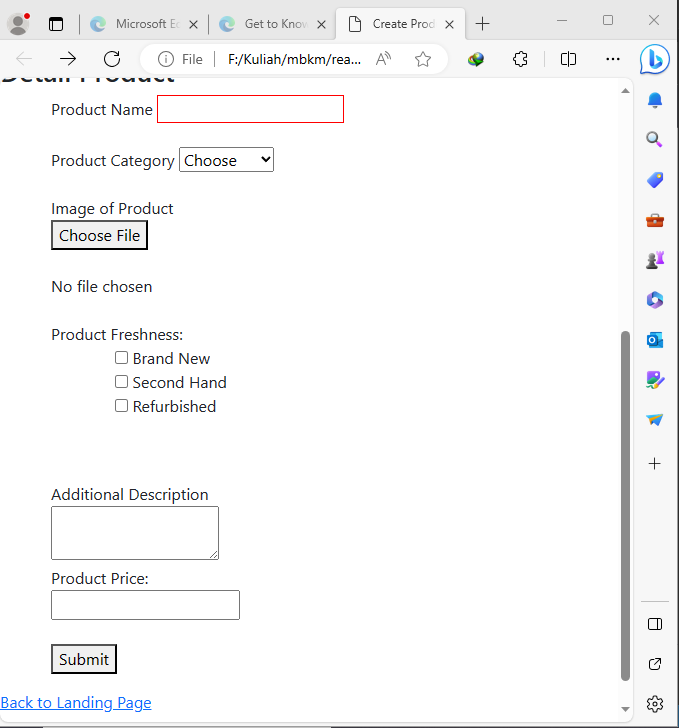 Microsoft Ed
Get to Know
Create Prod
File
F:/Kuliah/mbkm/rea...
Detail Product
Product Name
Product Category Choose
Image of Product
Choose File
No file chosen
Product Freshness:
Brand New
Second Hand
Refurbished
Additional Description
Product Price:
Submit
Back to Landing Page